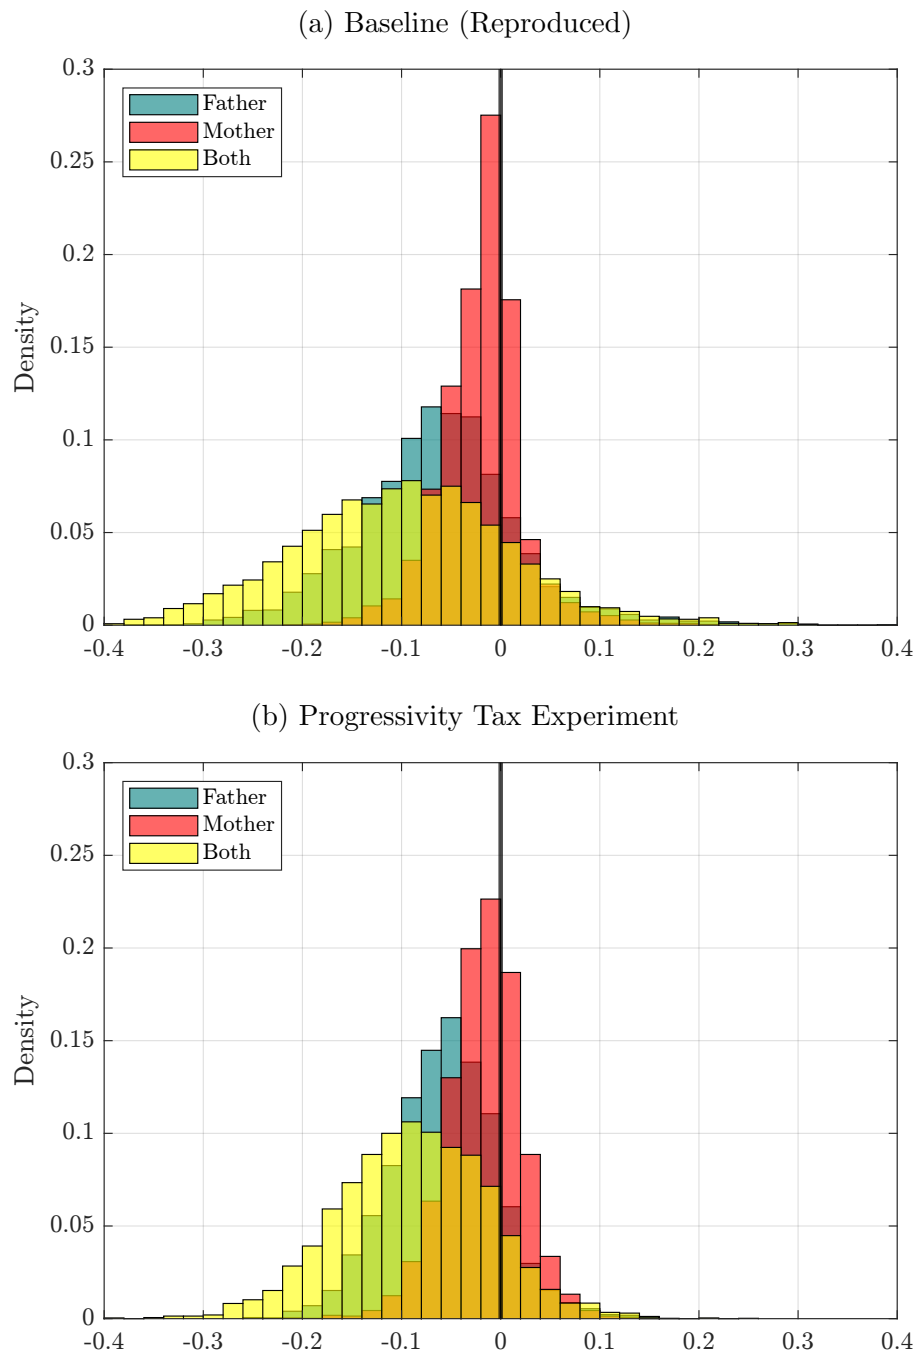 (a) Baseline (Reproduced)
0.3
0.25
0.2
0.15
0.1
0.05
0
Density
Father
Mother
Both
-0.4 -0.3 -0.2 -0.1 0 0.1 0.2 0.3 0.4
(b) Progressivity Tax Experiment
0.3
0.25
0.2
0.15
0.1
0.05
0
Density
Father
Mother
Both
-0.4 -0.3 -0.2 -0.1 0 0.1 0.2 0.3 0.4